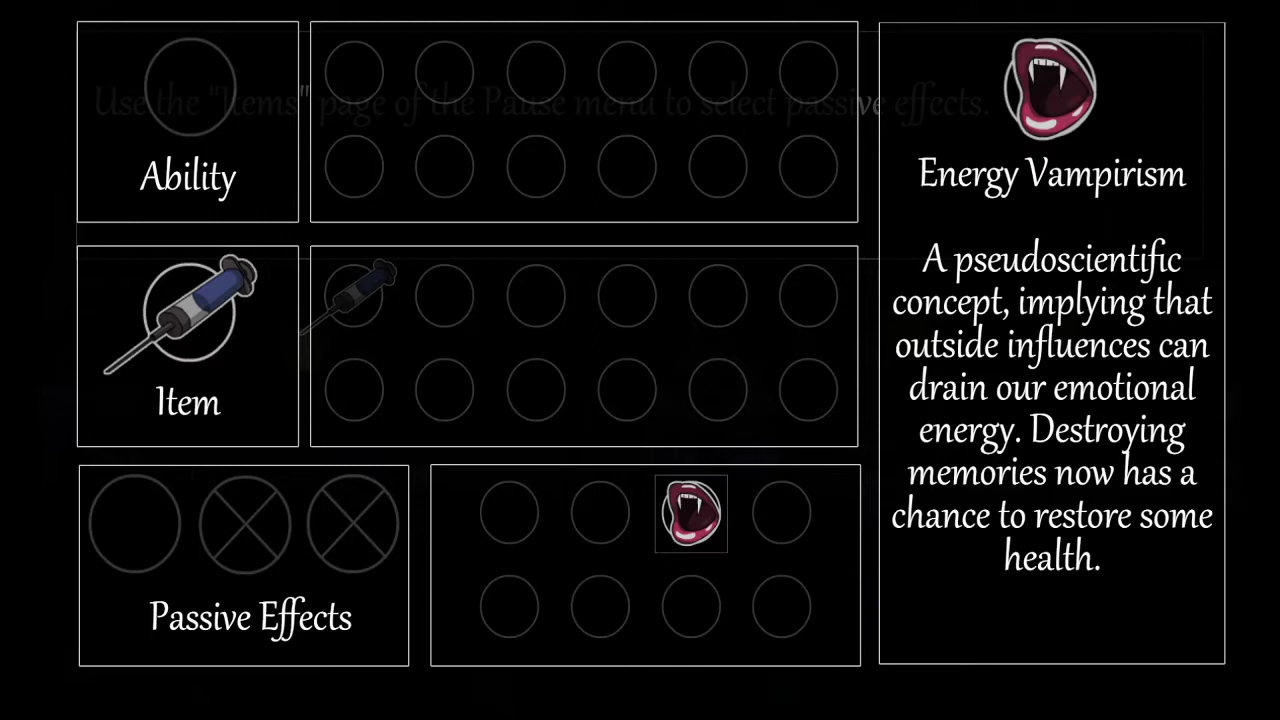 Use the "Items" page of the Pause menu to select passive effects.
Ability
Item
Passive Effects
Energy Vampirism
A pseudoscientific
concept, implying that
outside influences can
drain our emotional
energy. Destroying
memories now has a
chance to restore some
health.